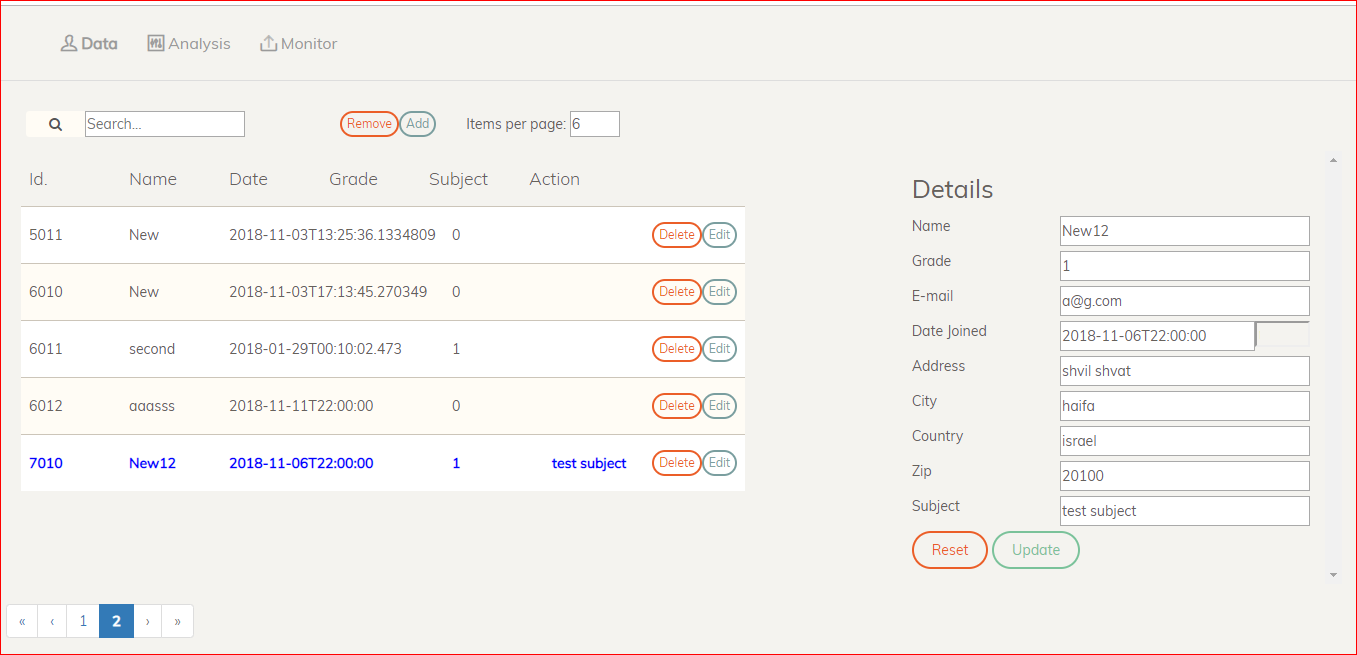 Data Analysis Monitor
Search... Remove Add Items per page: 6
Id. Name Date Grade Subject Action
5011 New 2018-11-03T13:25:36.1334809 0 Delete Edit
6010 New 2018-11-03T17:13:45.270349 0 Delete Edit
6011 second 2018-01-29T00:10:02.473 1 Delete Edit
6012 aaasss 2018-11-11T22:00:00 0 Delete Edit
7010 New12 2018-11-06T22:00:00 1 test subject Delete Edit
Details
Name New12
Grade 1
E-mail a@g.com
Date Joined 2018-11-06T22:00:00
Address shvil shvat
City haifa
Country israel
Zip 20100
Subject test subject
Reset Update
« ‹ 1 2 › »